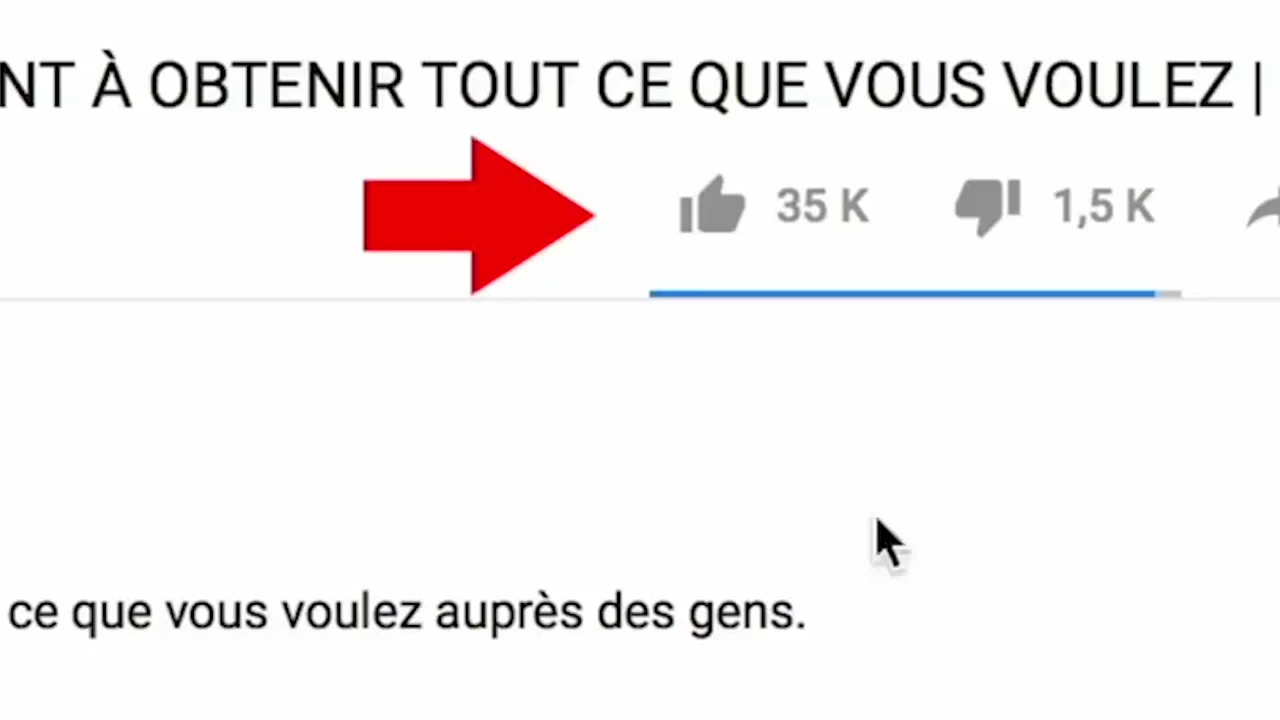 NT À OBTENIR TOUT CE QUE VOUS VOULEZ |
35 K 1,5 K
ce que vous voulez auprès des gens.